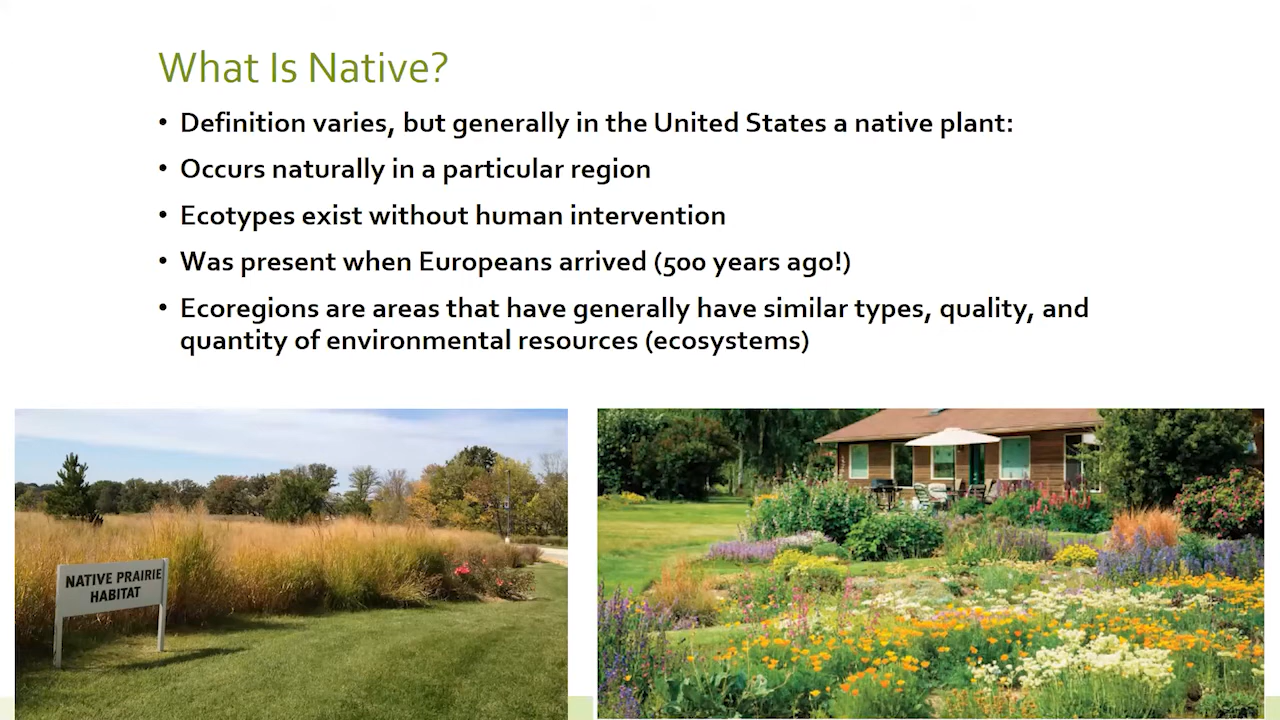 What Is Native?
• Definition varies, but generally in the United States a native plant:
• Occurs naturally in a particular region
• Ecotypes exist without human intervention
• Was present when Europeans arrived (500 years ago!)
• Ecoregions are areas that have generally have similar types, quality, and
quantity of environmental resources (ecosystems)
NATIVE PRAIRIE
HABITAT